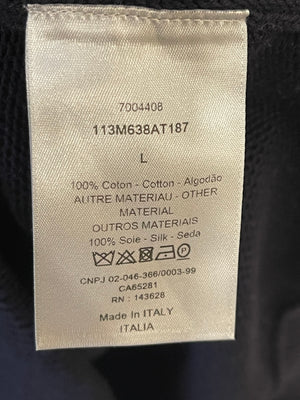 7004408
113M638AT187
L
100% Coton - Cotton - Algodão
AUTRE MATERIAU - OTHER
MATERIAL
OUTROS MATERIAIS
100% Soie - Silk - Seda
P
CNPJ 02-046-366/0003-99
CA65281
RN : 143628
Made In ITALY
ITALIA